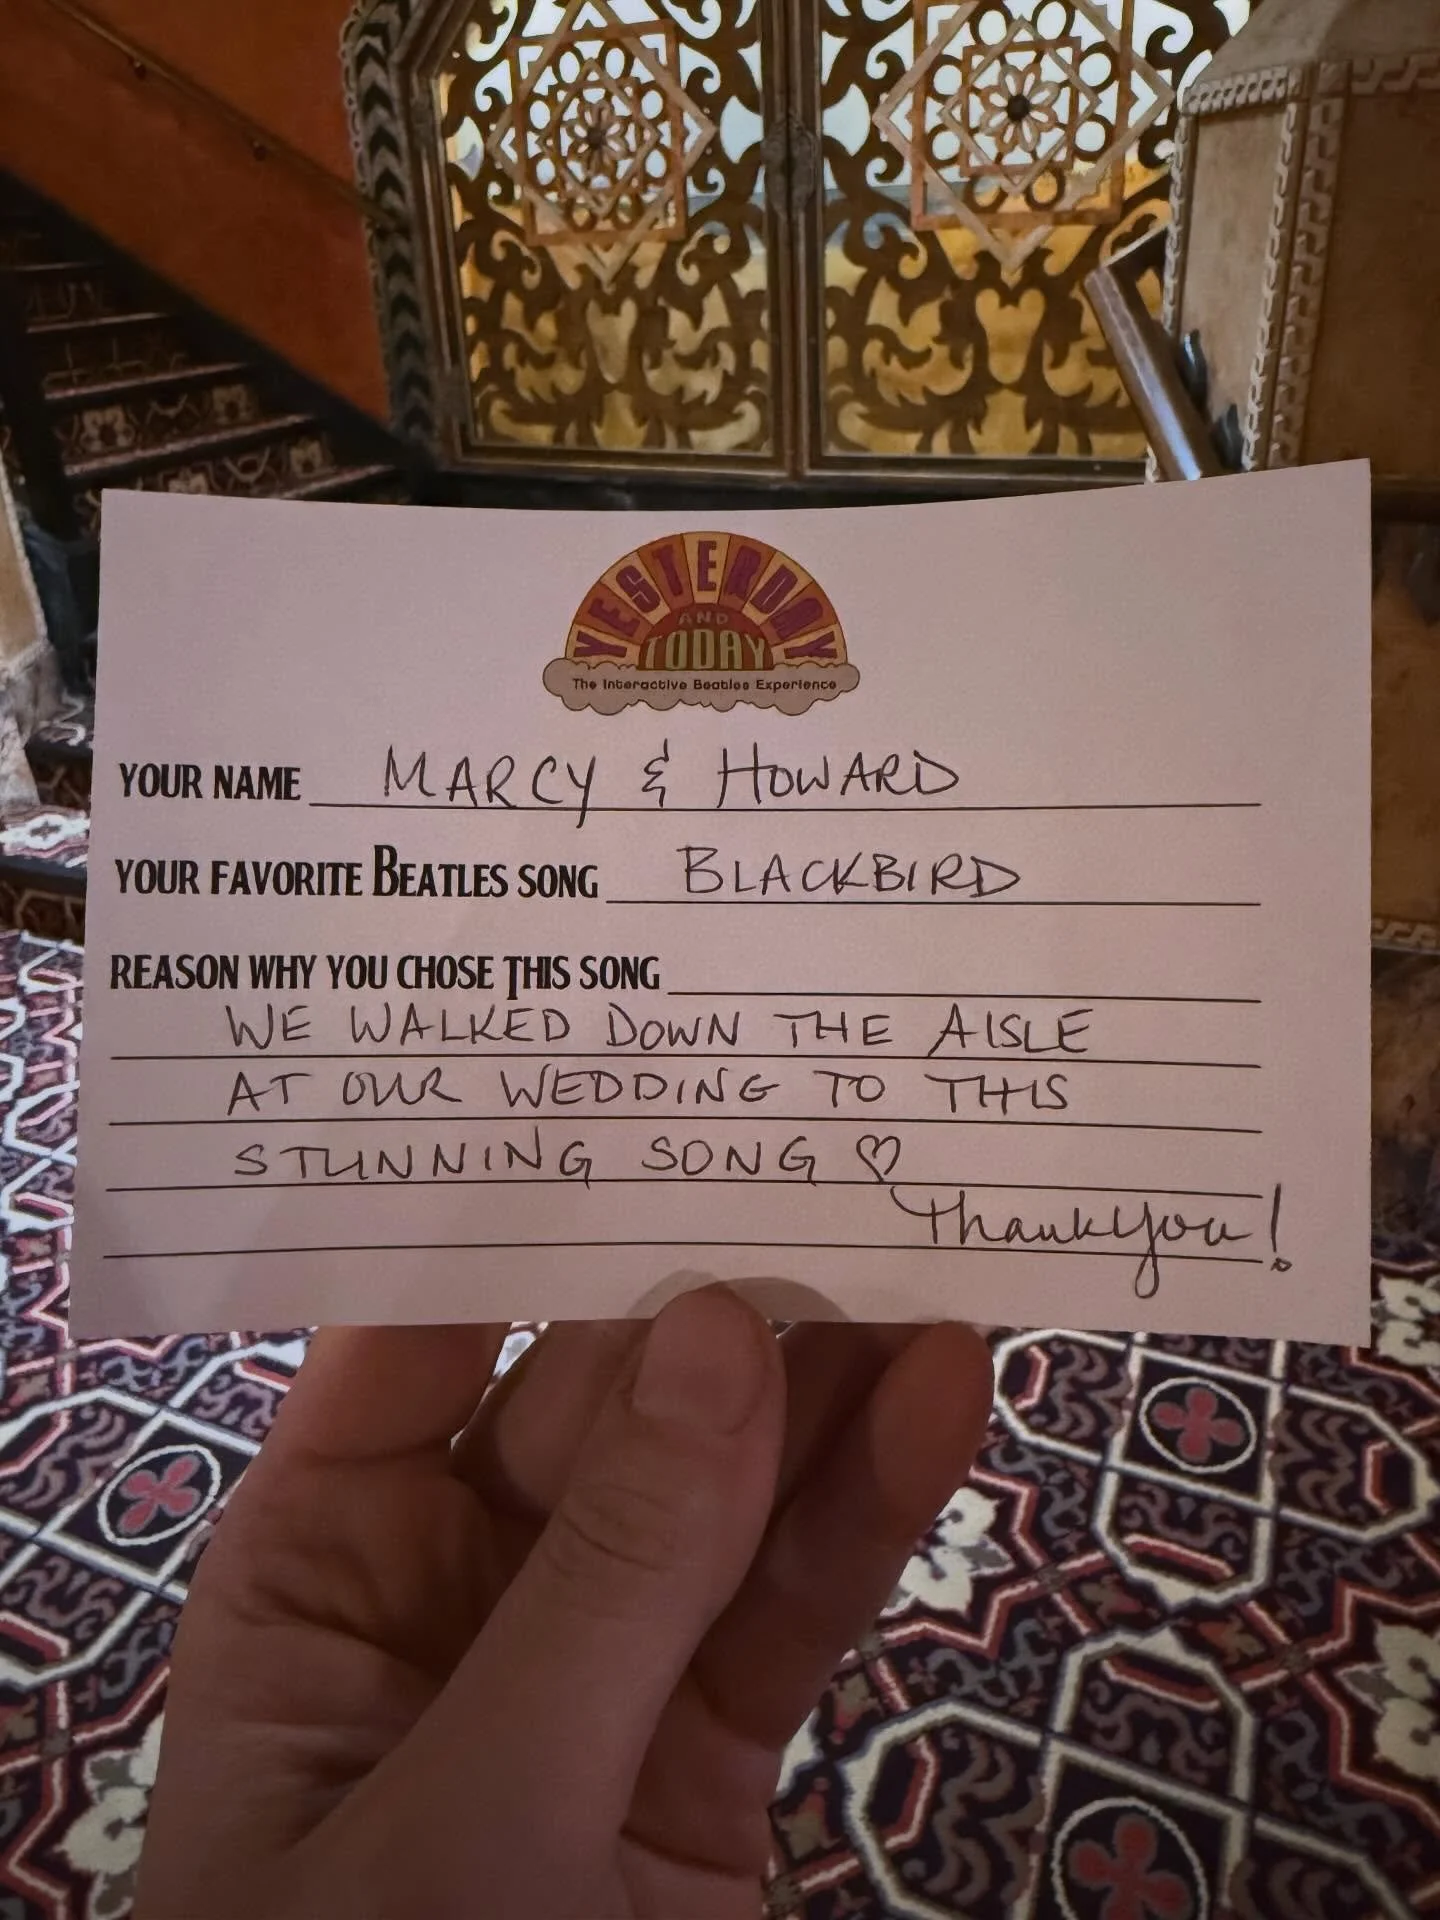 YESTERDAY
AND
TODAY
The Interactive Beatles Experience
YOUR NAME MARCY & HOWARD
YOUR FAVORITE BEATLES SONG BLACKBIRD
REASON WHY YOU CHOSE THIS SONG
WE WALKED DOWN THE AISLE
AT OUR WEDDING TO THIS
STUNNING SONG ♡
Thank you!